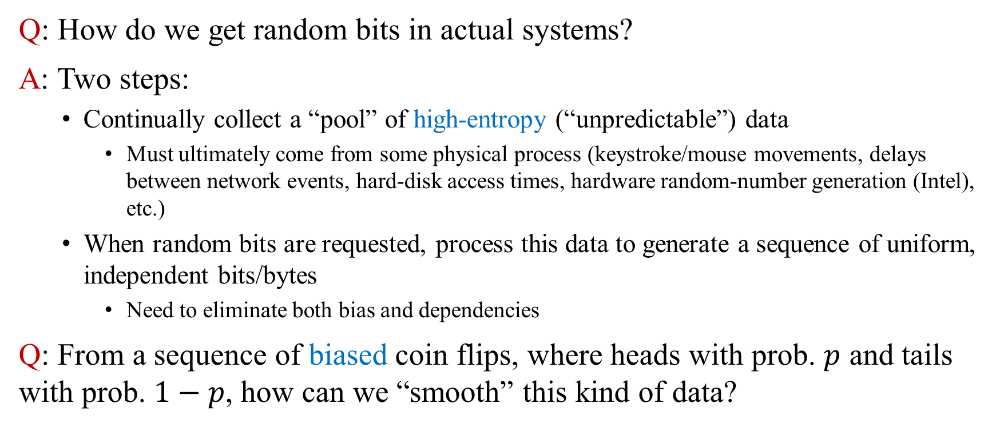 Q: How do we get random bits in actual systems?
A: Two steps:
• Continually collect a “pool” of high-entropy (“unpredictable”) data
• Must ultimately come from some physical process (keystroke/mouse movements, delays
between network events, hard-disk access times, hardware random-number generation (Intel),
etc.)
• When random bits are requested, process this data to generate a sequence of uniform,
independent bits/bytes
• Need to eliminate both bias and dependencies
Q: From a sequence of biased coin flips, where heads with prob. 𝑝 and tails
with prob. 1 − 𝑝, how can we “smooth” this kind of data?